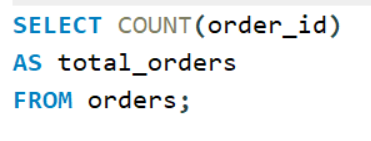 SELECT COUNT(order_id)
AS total_orders
FROM orders;